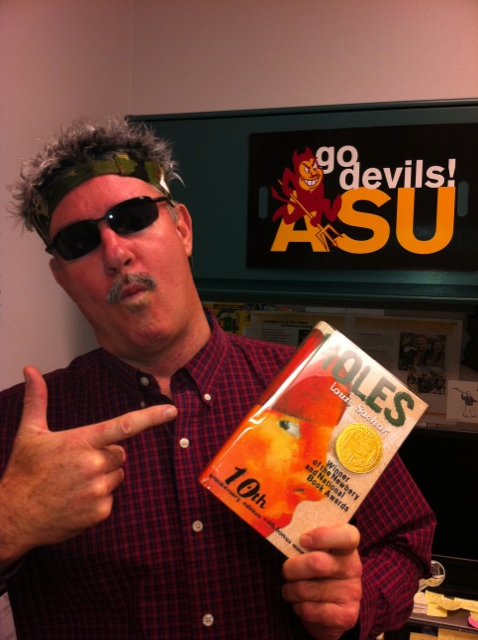 go
devils!
ASU
HOLES
Louis Sachar
Winner
of the Newbery
and National
Book Awards
10th